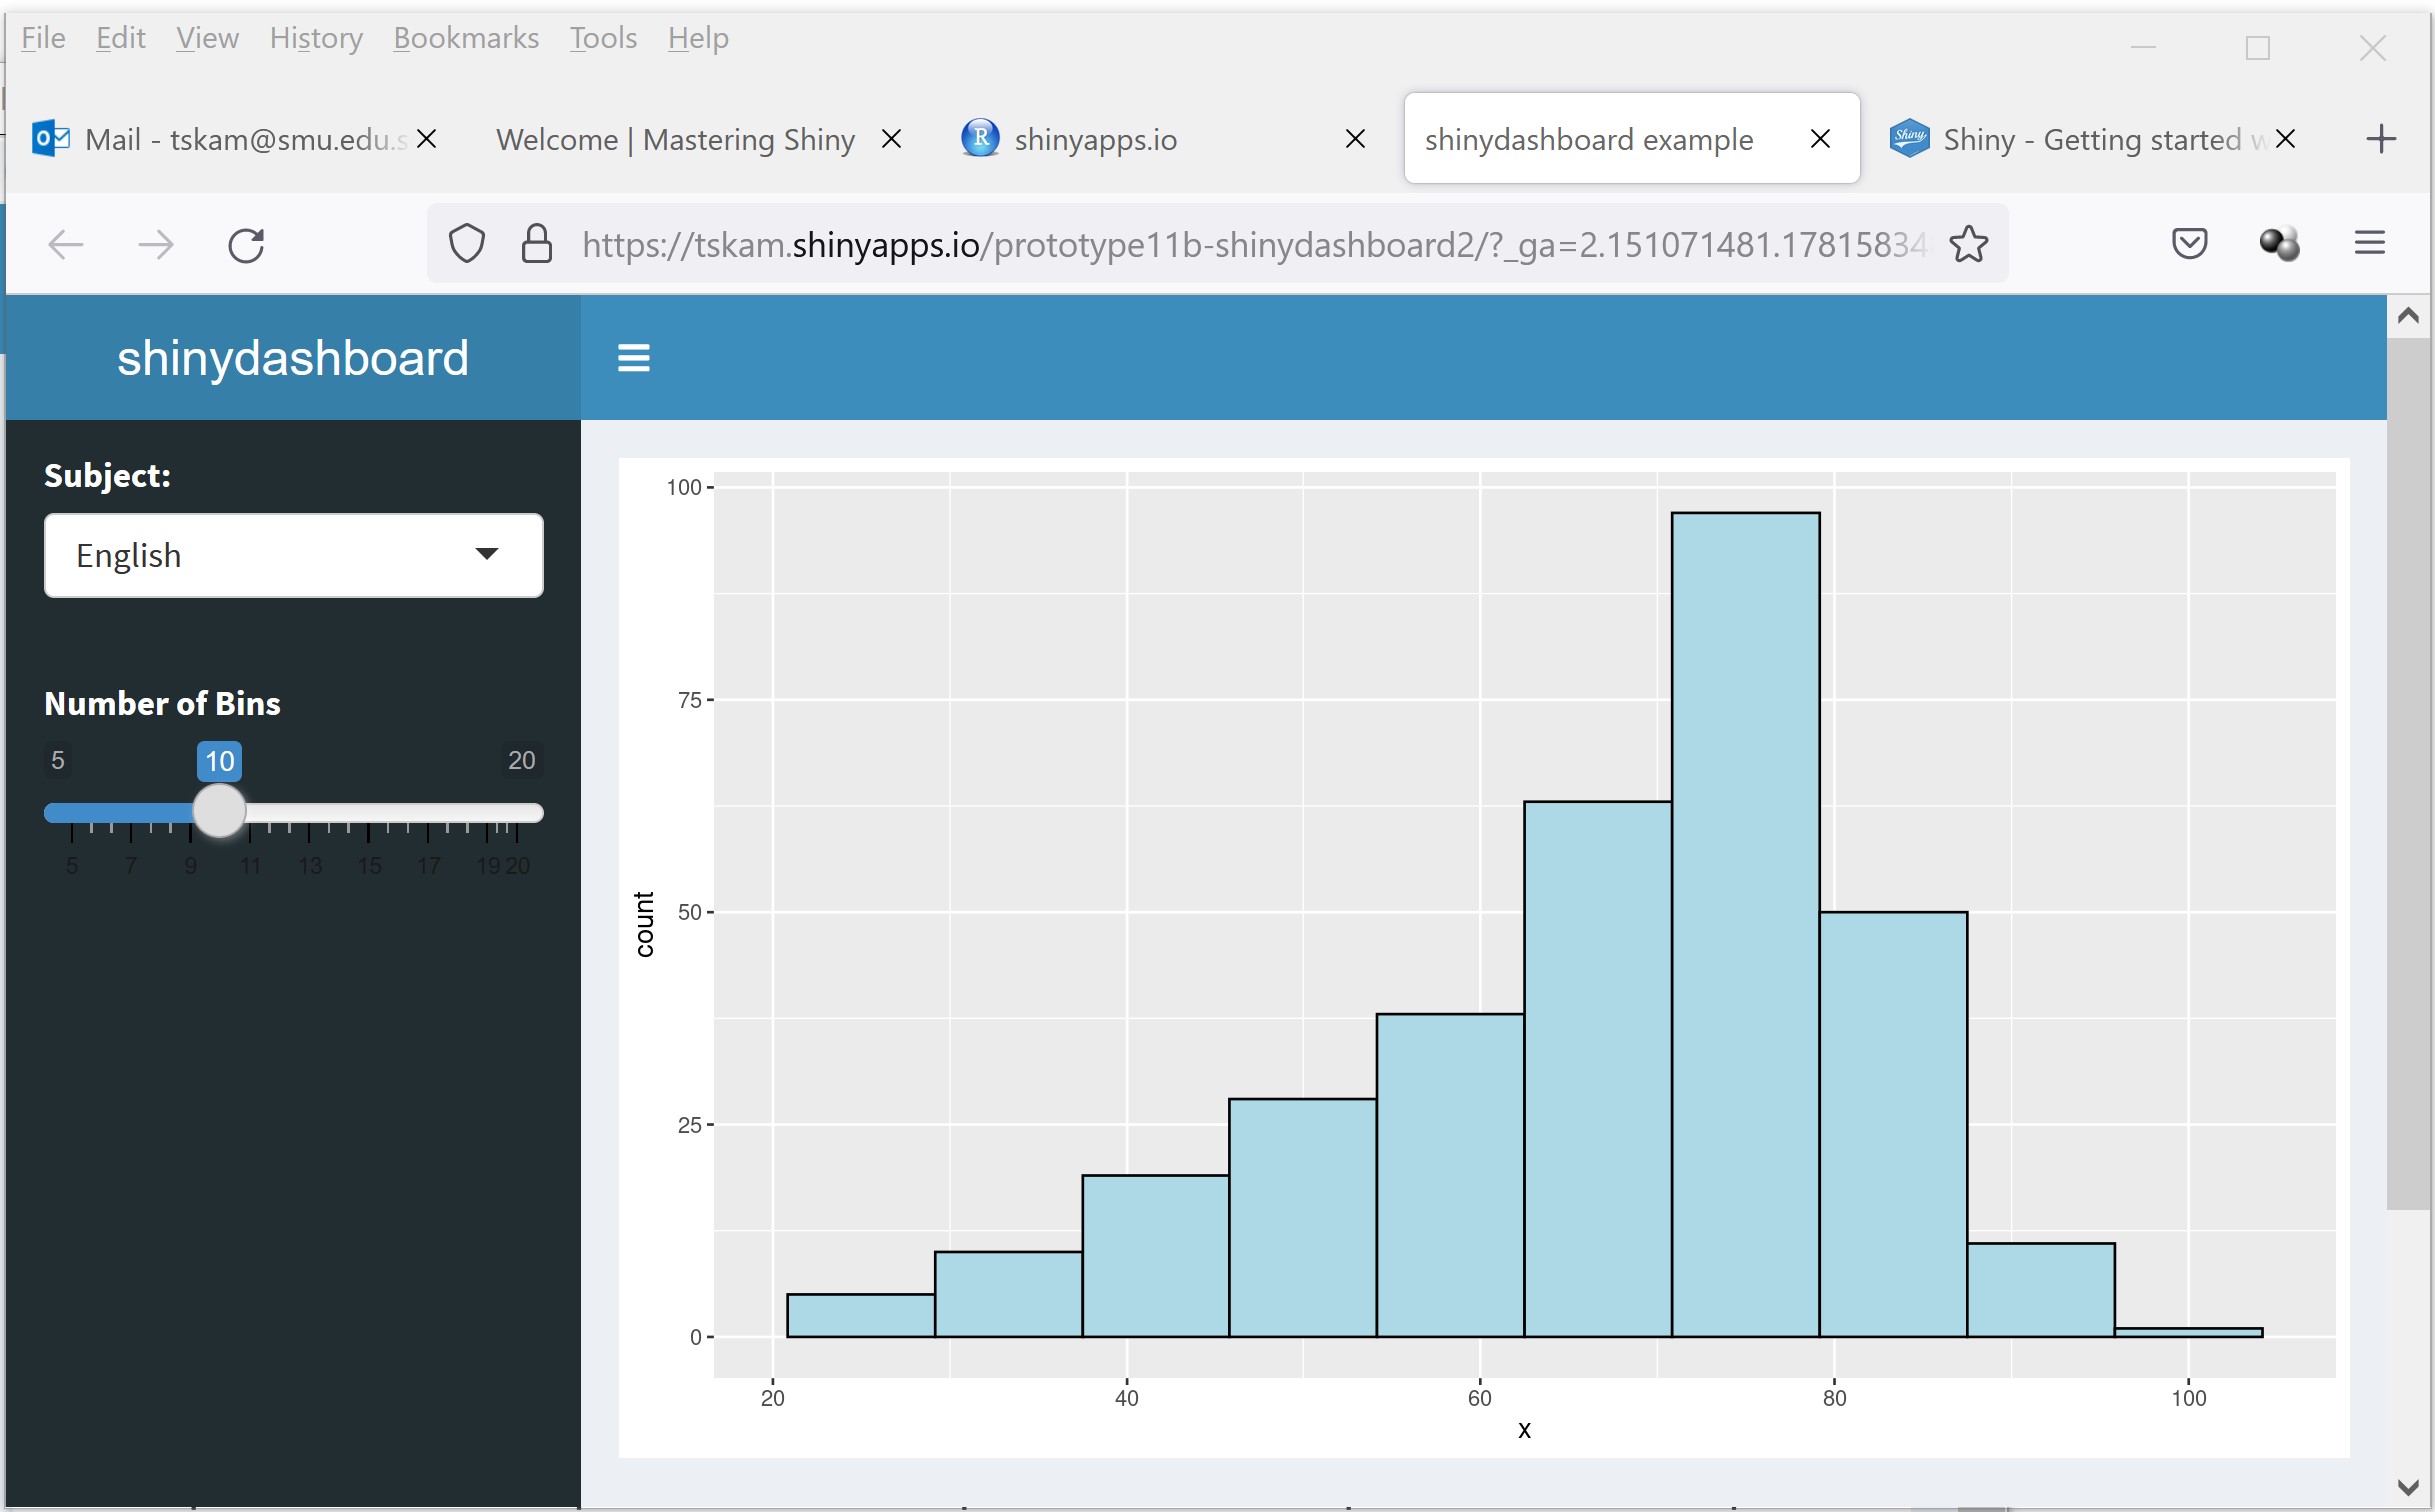 File Edit View History Bookmarks Tools Help
Mail - tskam@smu.edu.s Welcome | Mastering Shiny R shinyapps.io shinydashboard example Shiny Shiny - Getting started w
https://tskam.shinyapps.io/prototype11b-shinydashboard2/?_ga=2.151071481.17815834
shinydashboard
Subject:
English
Number of Bins
5 10 20
5 7 9 11 13 15 17 19 20
100
75
50
25
0
count
20 40 60 80 100
x